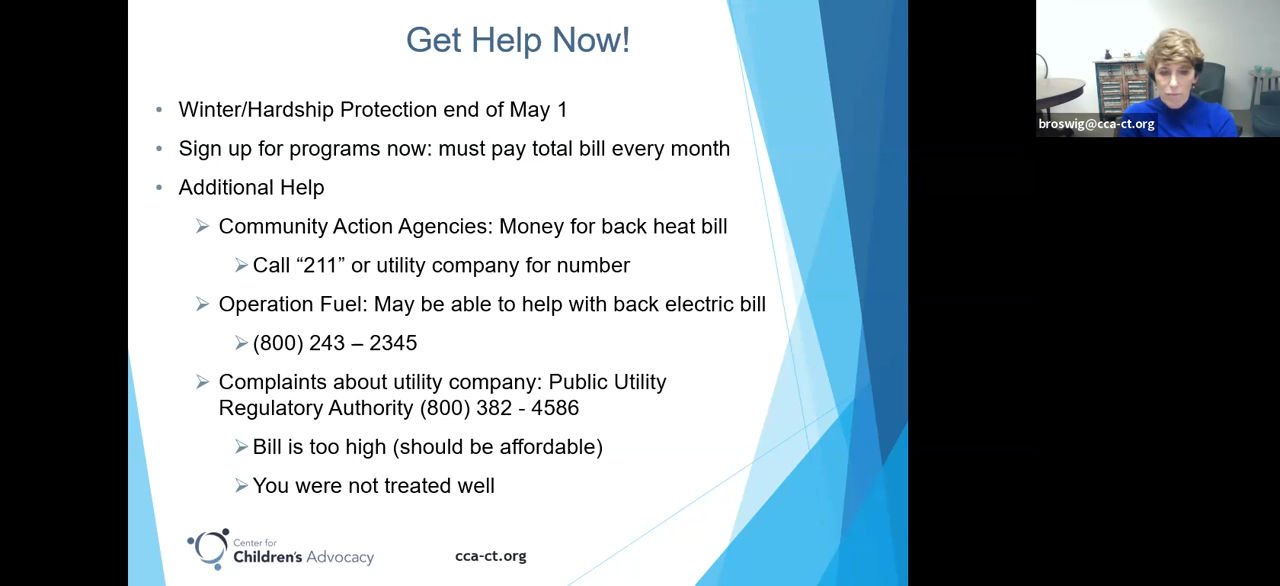 Get Help Now!
• Winter/Hardship Protection end of May 1
• Sign up for programs now: must pay total bill every month
• Additional Help
➢ Community Action Agencies: Money for back heat bill
➢ Call “211” or utility company for number
➢ Operation Fuel: May be able to help with back electric bill
➢ (800) 243 – 2345
➢ Complaints about utility company: Public Utility
Regulatory Authority (800) 382 - 4586
➢ Bill is too high (should be affordable)
➢ You were not treated well
Center for
Children's Advocacy
cca-ct.org
broswig@cca-ct.org